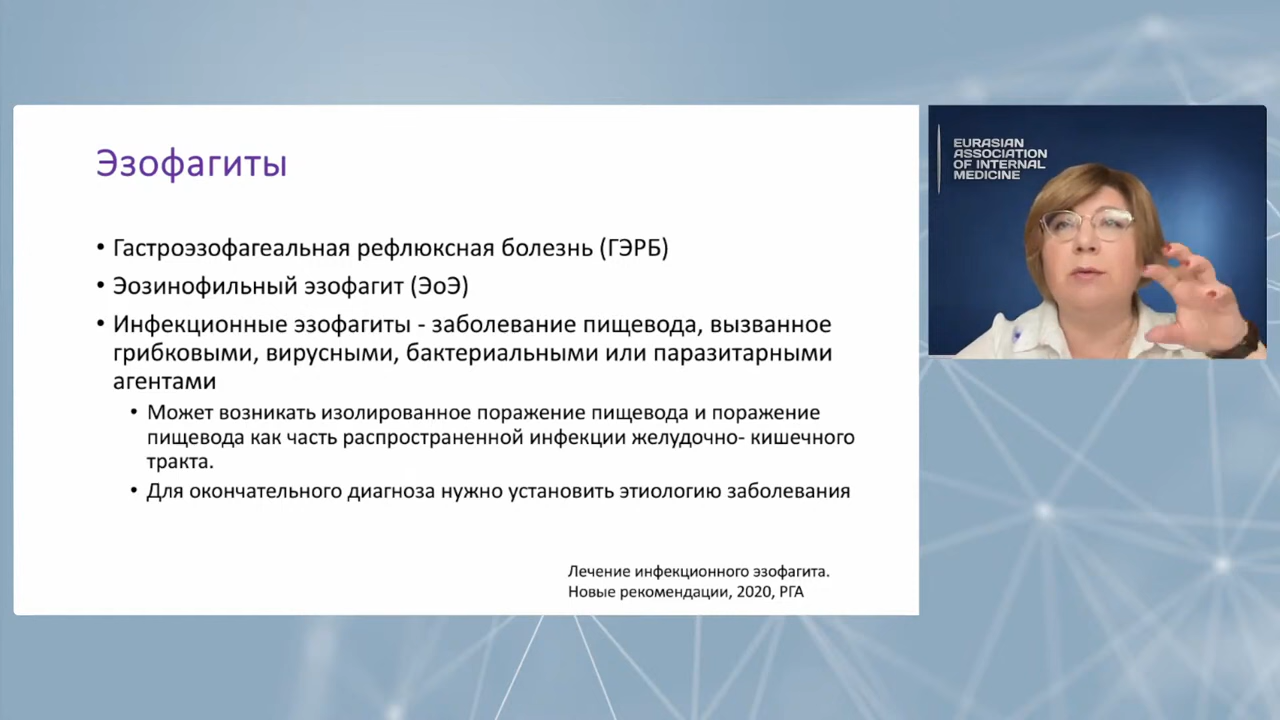 Эзофагиты
• Гастроэзофагеальная рефлюксная болезнь (ГЭРБ)
• Эозинофильный эзофагит (ЭоЭ)
• Инфекционные эзофагиты - заболевание пищевода, вызванное
грибковыми, вирусными, бактериальными или паразитарными
агентами
• Может возникать изолированное поражение пищевода и поражение
пищевода как часть распространенной инфекции желудочно- кишечного
тракта.
• Для окончательного диагноза нужно установить этиологию заболевания
Лечение инфекционного эзофагита.
Новые рекомендации, 2020, РГА
EURASIAN
ASSOCIATION
OF INTERNAL
MEDICINE